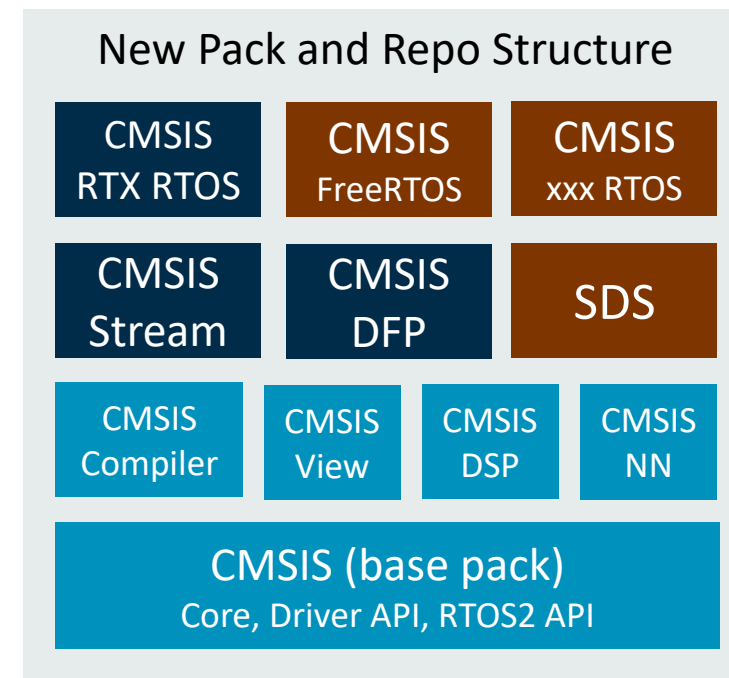 New Pack and Repo Structure
CMSIS
RTX RTOS
CMSIS
FreeRTOS
CMSIS
xxx RTOS
CMSIS
Stream
CMSIS
DFP
SDS
CMSIS
Compiler
CMSIS
View
CMSIS
DSP
CMSIS
NN
CMSIS (base pack)
Core, Driver API, RTOS2 API